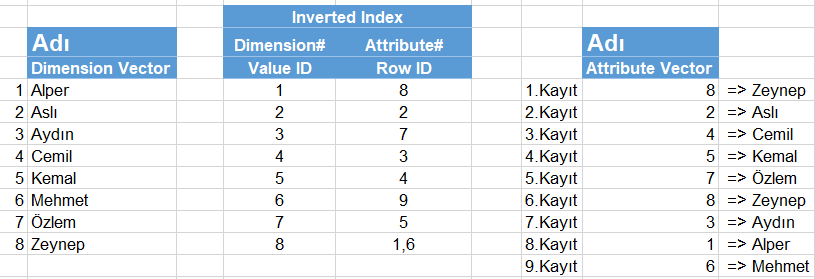 Inverted Index
Adı Dimension# Attribute# Adı
Dimension Vector Value ID Row ID Attribute Vector
1 Alper 1 8 1.Kayıt 8 => Zeynep
2 Aslı 2 2 2.Kayıt 2 => Aslı
3 Aydın 3 7 3.Kayıt 4 => Cemil
4 Cemil 4 3 4.Kayıt 5 => Kemal
5 Kemal 5 4 5.Kayıt 7 => Özlem
6 Mehmet 6 9 6.Kayıt 8 => Zeynep
7 Özlem 7 5 7.Kayıt 3 => Aydın
8 Zeynep 8 1,6 8.Kayıt 1 => Alper
9.Kayıt 6 => Mehmet